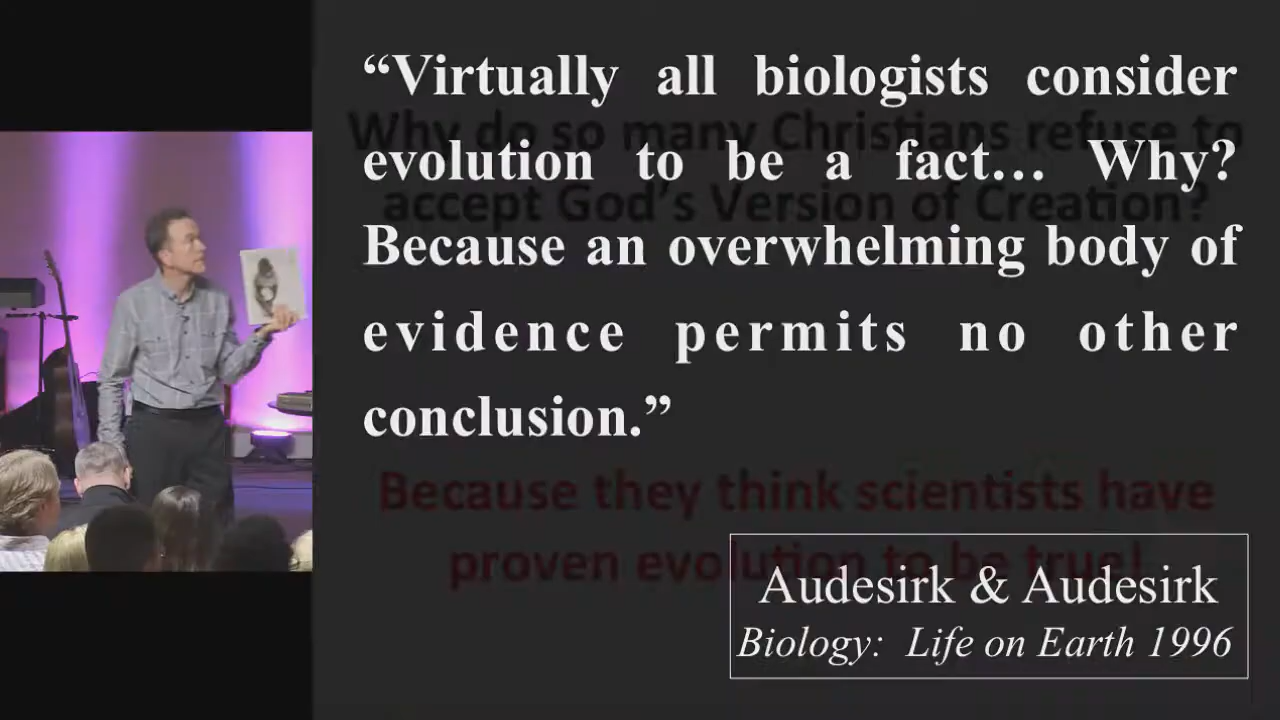 “Virtually all biologists consider
Why do so many Christians refuse to
evolution to be a fact... Why?
accept God's Version of Creation?
Because an overwhelming body of
evidence permits no other
conclusion.”
Because they think scientists have
proven evolution to be true!
Audesirk & Audesirk
Biology: Life on Earth 1996